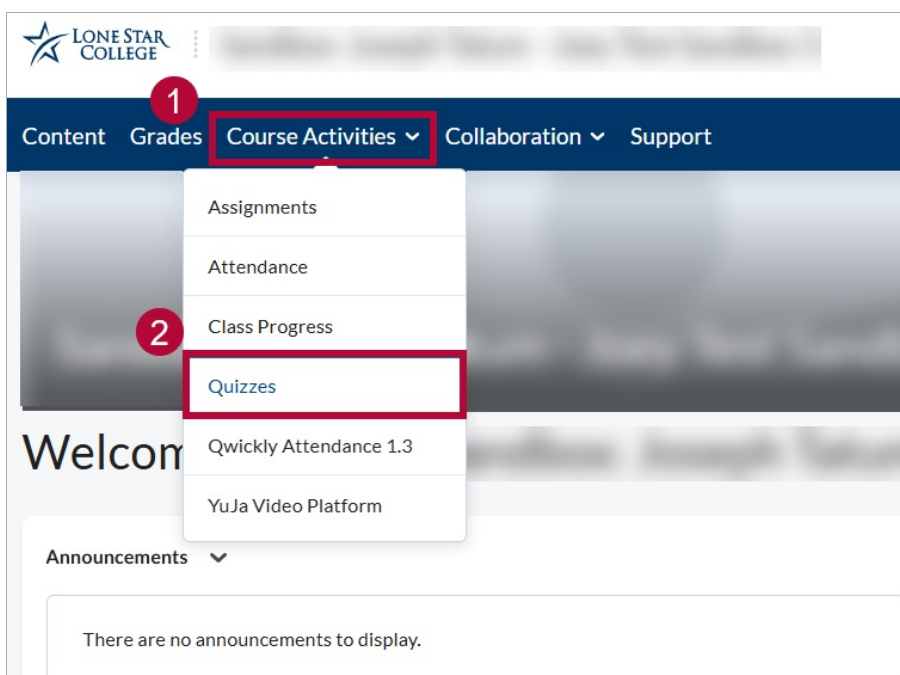 LONE STAR
COLLEGE
1
Content Grades Course Activities Collaboration Support
Assignments
Attendance
2
Class Progress
Quizzes
Qwickly Attendance 1.3
YuJa Video Platform
Announcements
There are no announcements to display.